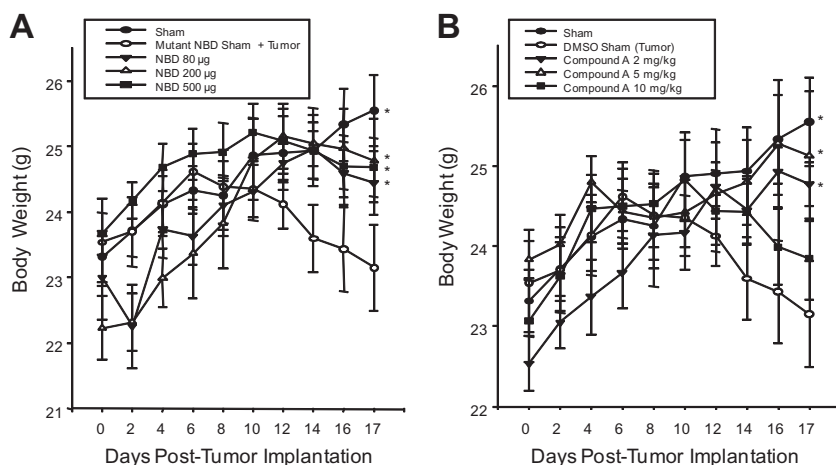 A
Sham
Mutant NBD Sham + Tumor
NBD 80 µg
NBD 200 µg
NBD 500 µg
Body Weight (g)
26
25
24
23
22
21
*
*
*
*
0 2 4 6 8 10 12 14 16 17
Days Post-Tumor Implantation
B
Sham
DMSO Sham (Tumor)
Compound A 2 mg/kg
Compound A 5 mg/kg
Compound A 10 mg/kg
Body Weight (g)
26
25
24
23
22
*
*
*
0 2 4 6 8 10 12 14 16 17
Days Post-Tumor Implantation